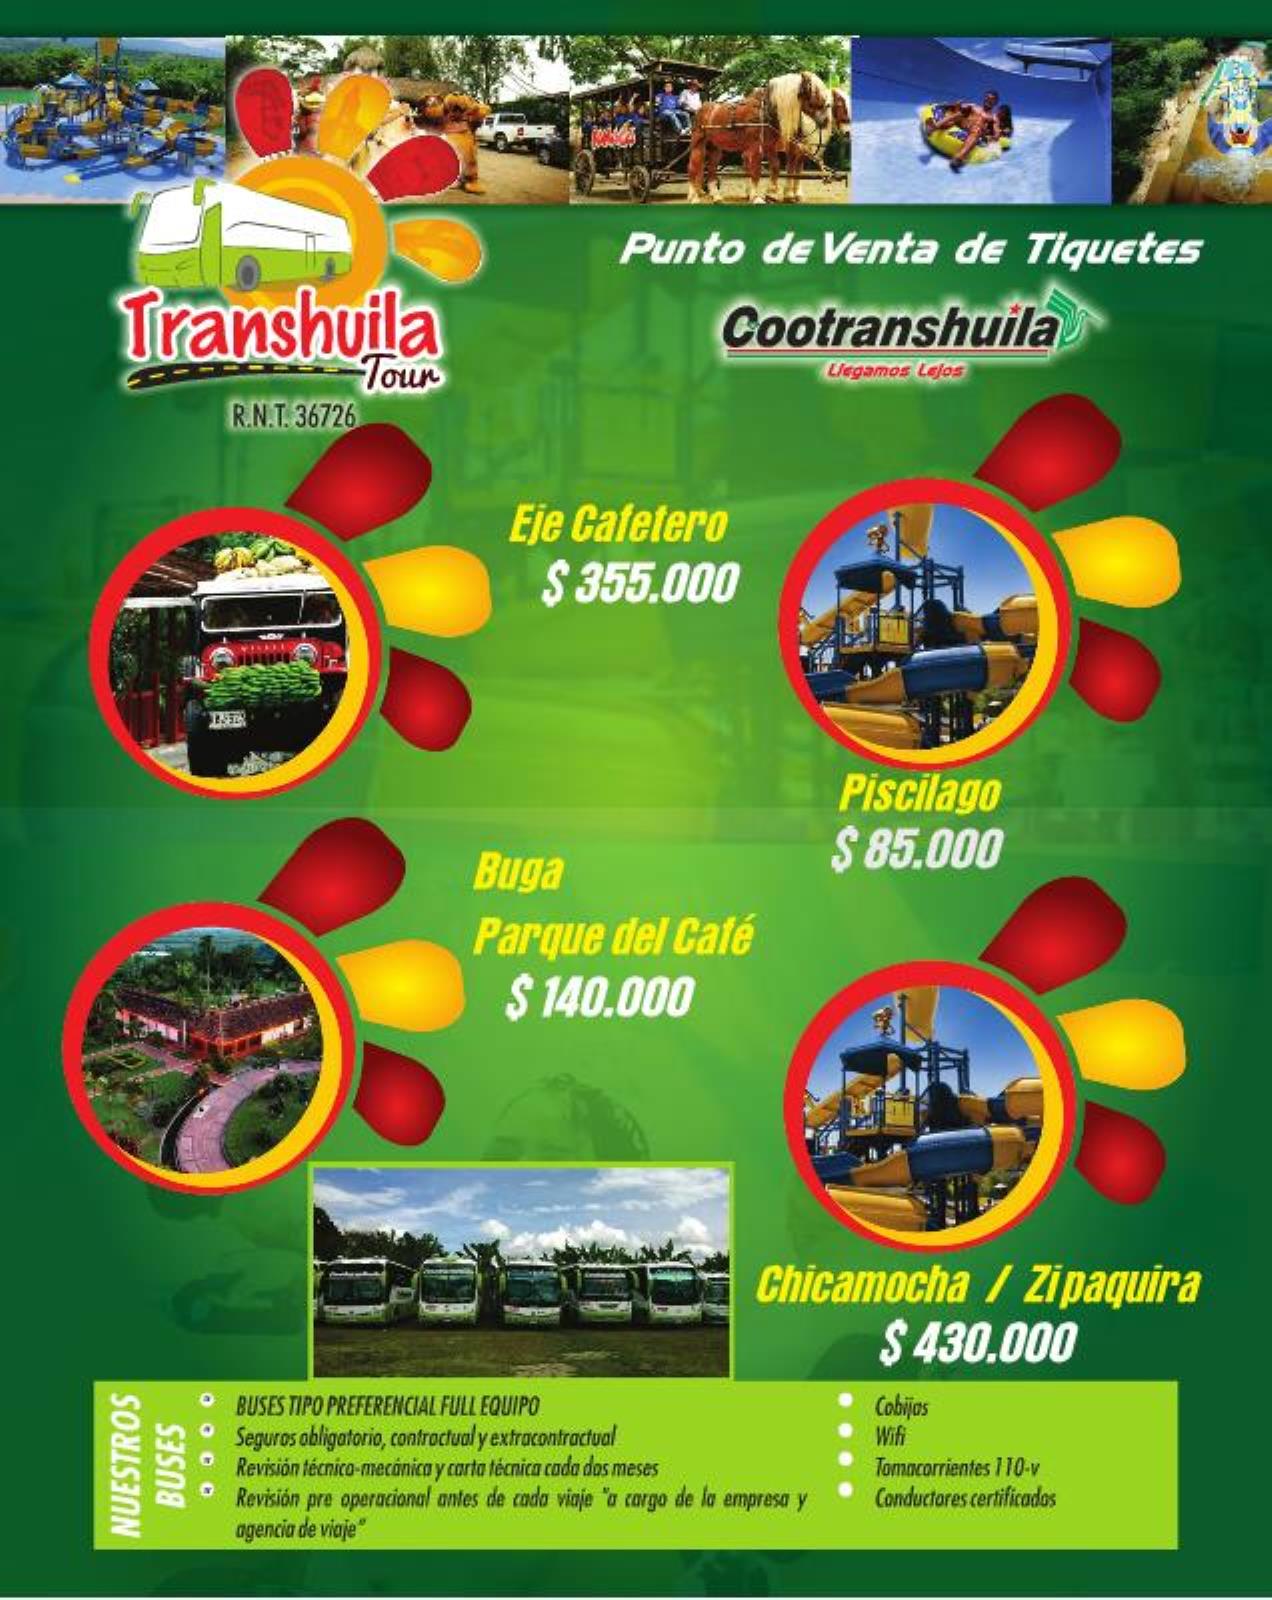 Punto de Venta de Tiquetes
Transhuila
Tour
R.N.T. 36726
Cootranshuila
Llegamos Lejos
Eje Cafetero
$ 355.000
Piscilago
$ 85.000
Buga
Parque del Café
$ 140.000
Chicamocha / Zipaquira
$ 430.000
NUESTROS
BUSES
BUSES TIPO PREFERENCIAL FULL EQUIPO
Seguros obligatorio, contractual y extracontractual
Revisión técnico-mecánica y carta técnica cada dos meses
Revisión pre operacional antes de cada viaje "a cargo de la empresa y
agencia de viaje"
Cobijas
Wifi
Tomacorrientes 110-v
Conductores certificados